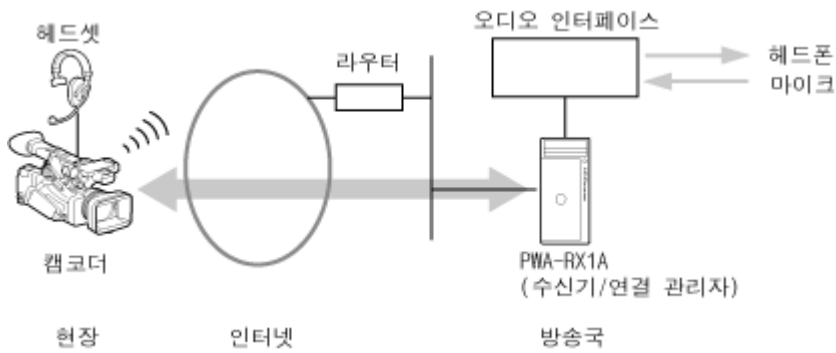 헤드셋
오디오 인터페이스
라우터
헤드폰
마이크
캠코더
PWA-RX1A
(수신기/연결 관리자)
현장
인터넷
방송국